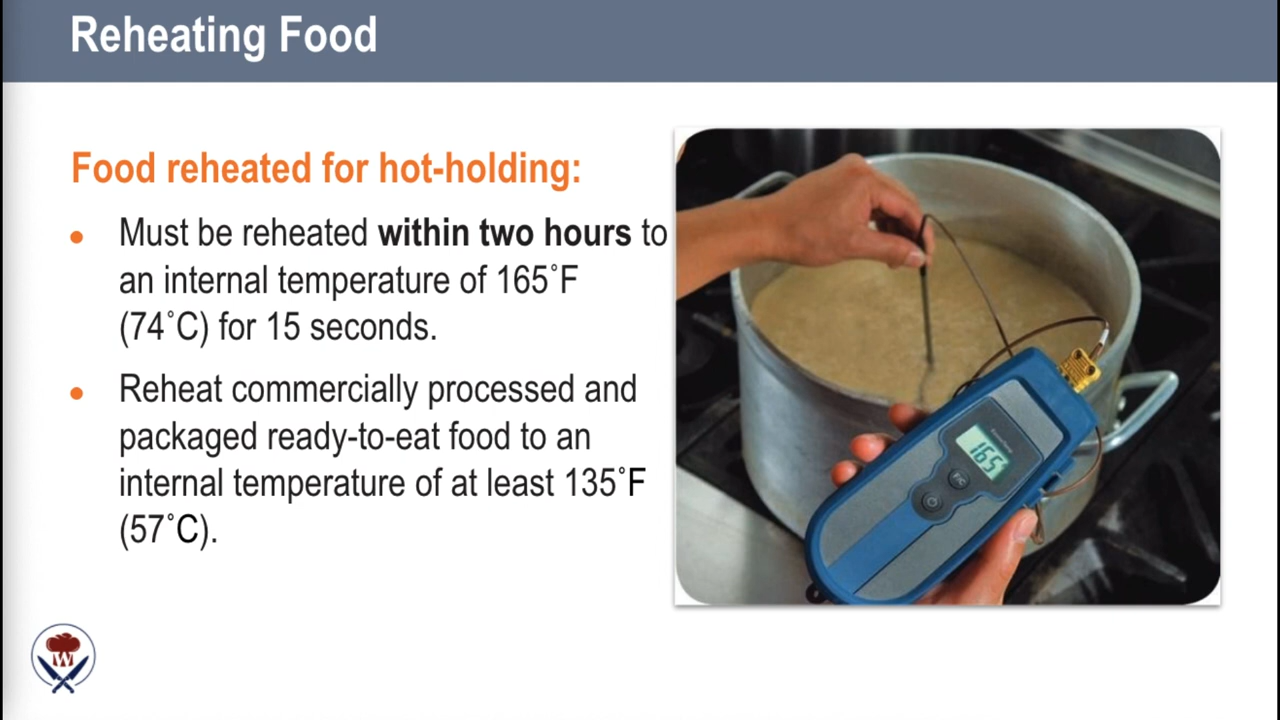 Reheating Food
Food reheated for hot-holding:
Must be reheated within two hours to
an internal temperature of 165˚F
(74˚C) for 15 seconds.
Reheat commercially processed and
packaged ready-to-eat food to an
internal temperature of at least 135˚F
(57˚C).
165
F/C
W